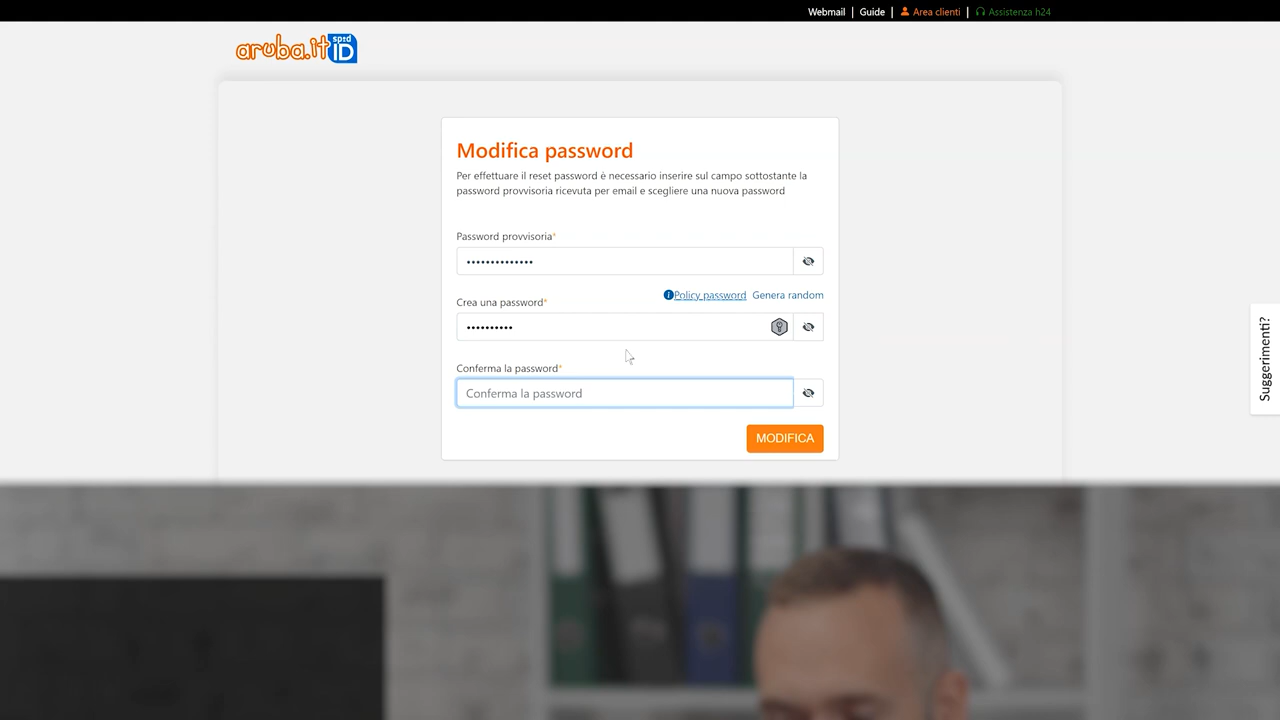 Webmail | Guide | Area clienti | Assistenza h24
aruba.it spid ID
Modifica password
Per effettuare il reset password è necessario inserire sul campo sottostante la
password provvisoria ricevuta per email e scegliere una nuova password
Password provvisoria*
••••••••••••••
Policy password Genera random
Crea una password*
••••••••••
Conferma la password*
Conferma la password
MODIFICA
Suggerimenti?